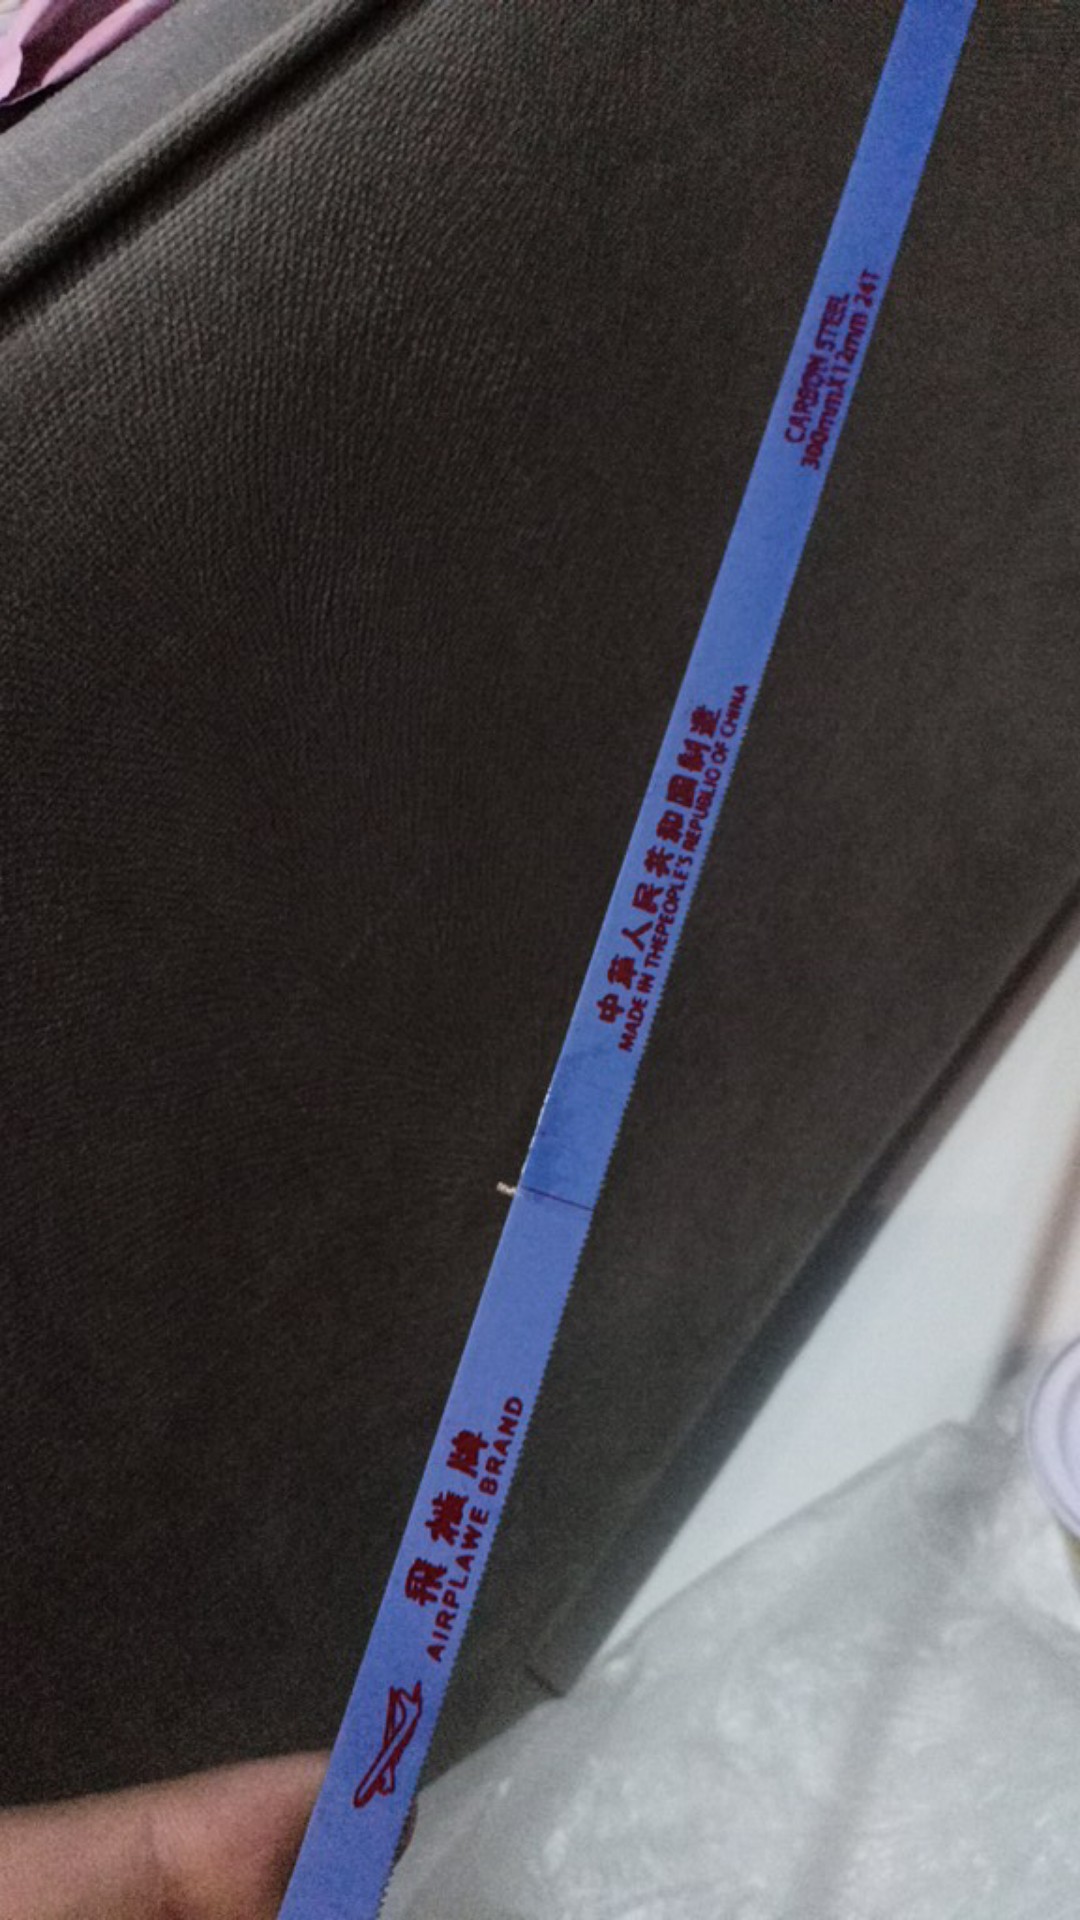 飛機牌
AIRPLAWE BRAND
中華人民共和国制造
MADE IN THEPEOPLE'S REPUBLIO OF CHINA
CARBON STEEL
300mmX12mm 24T